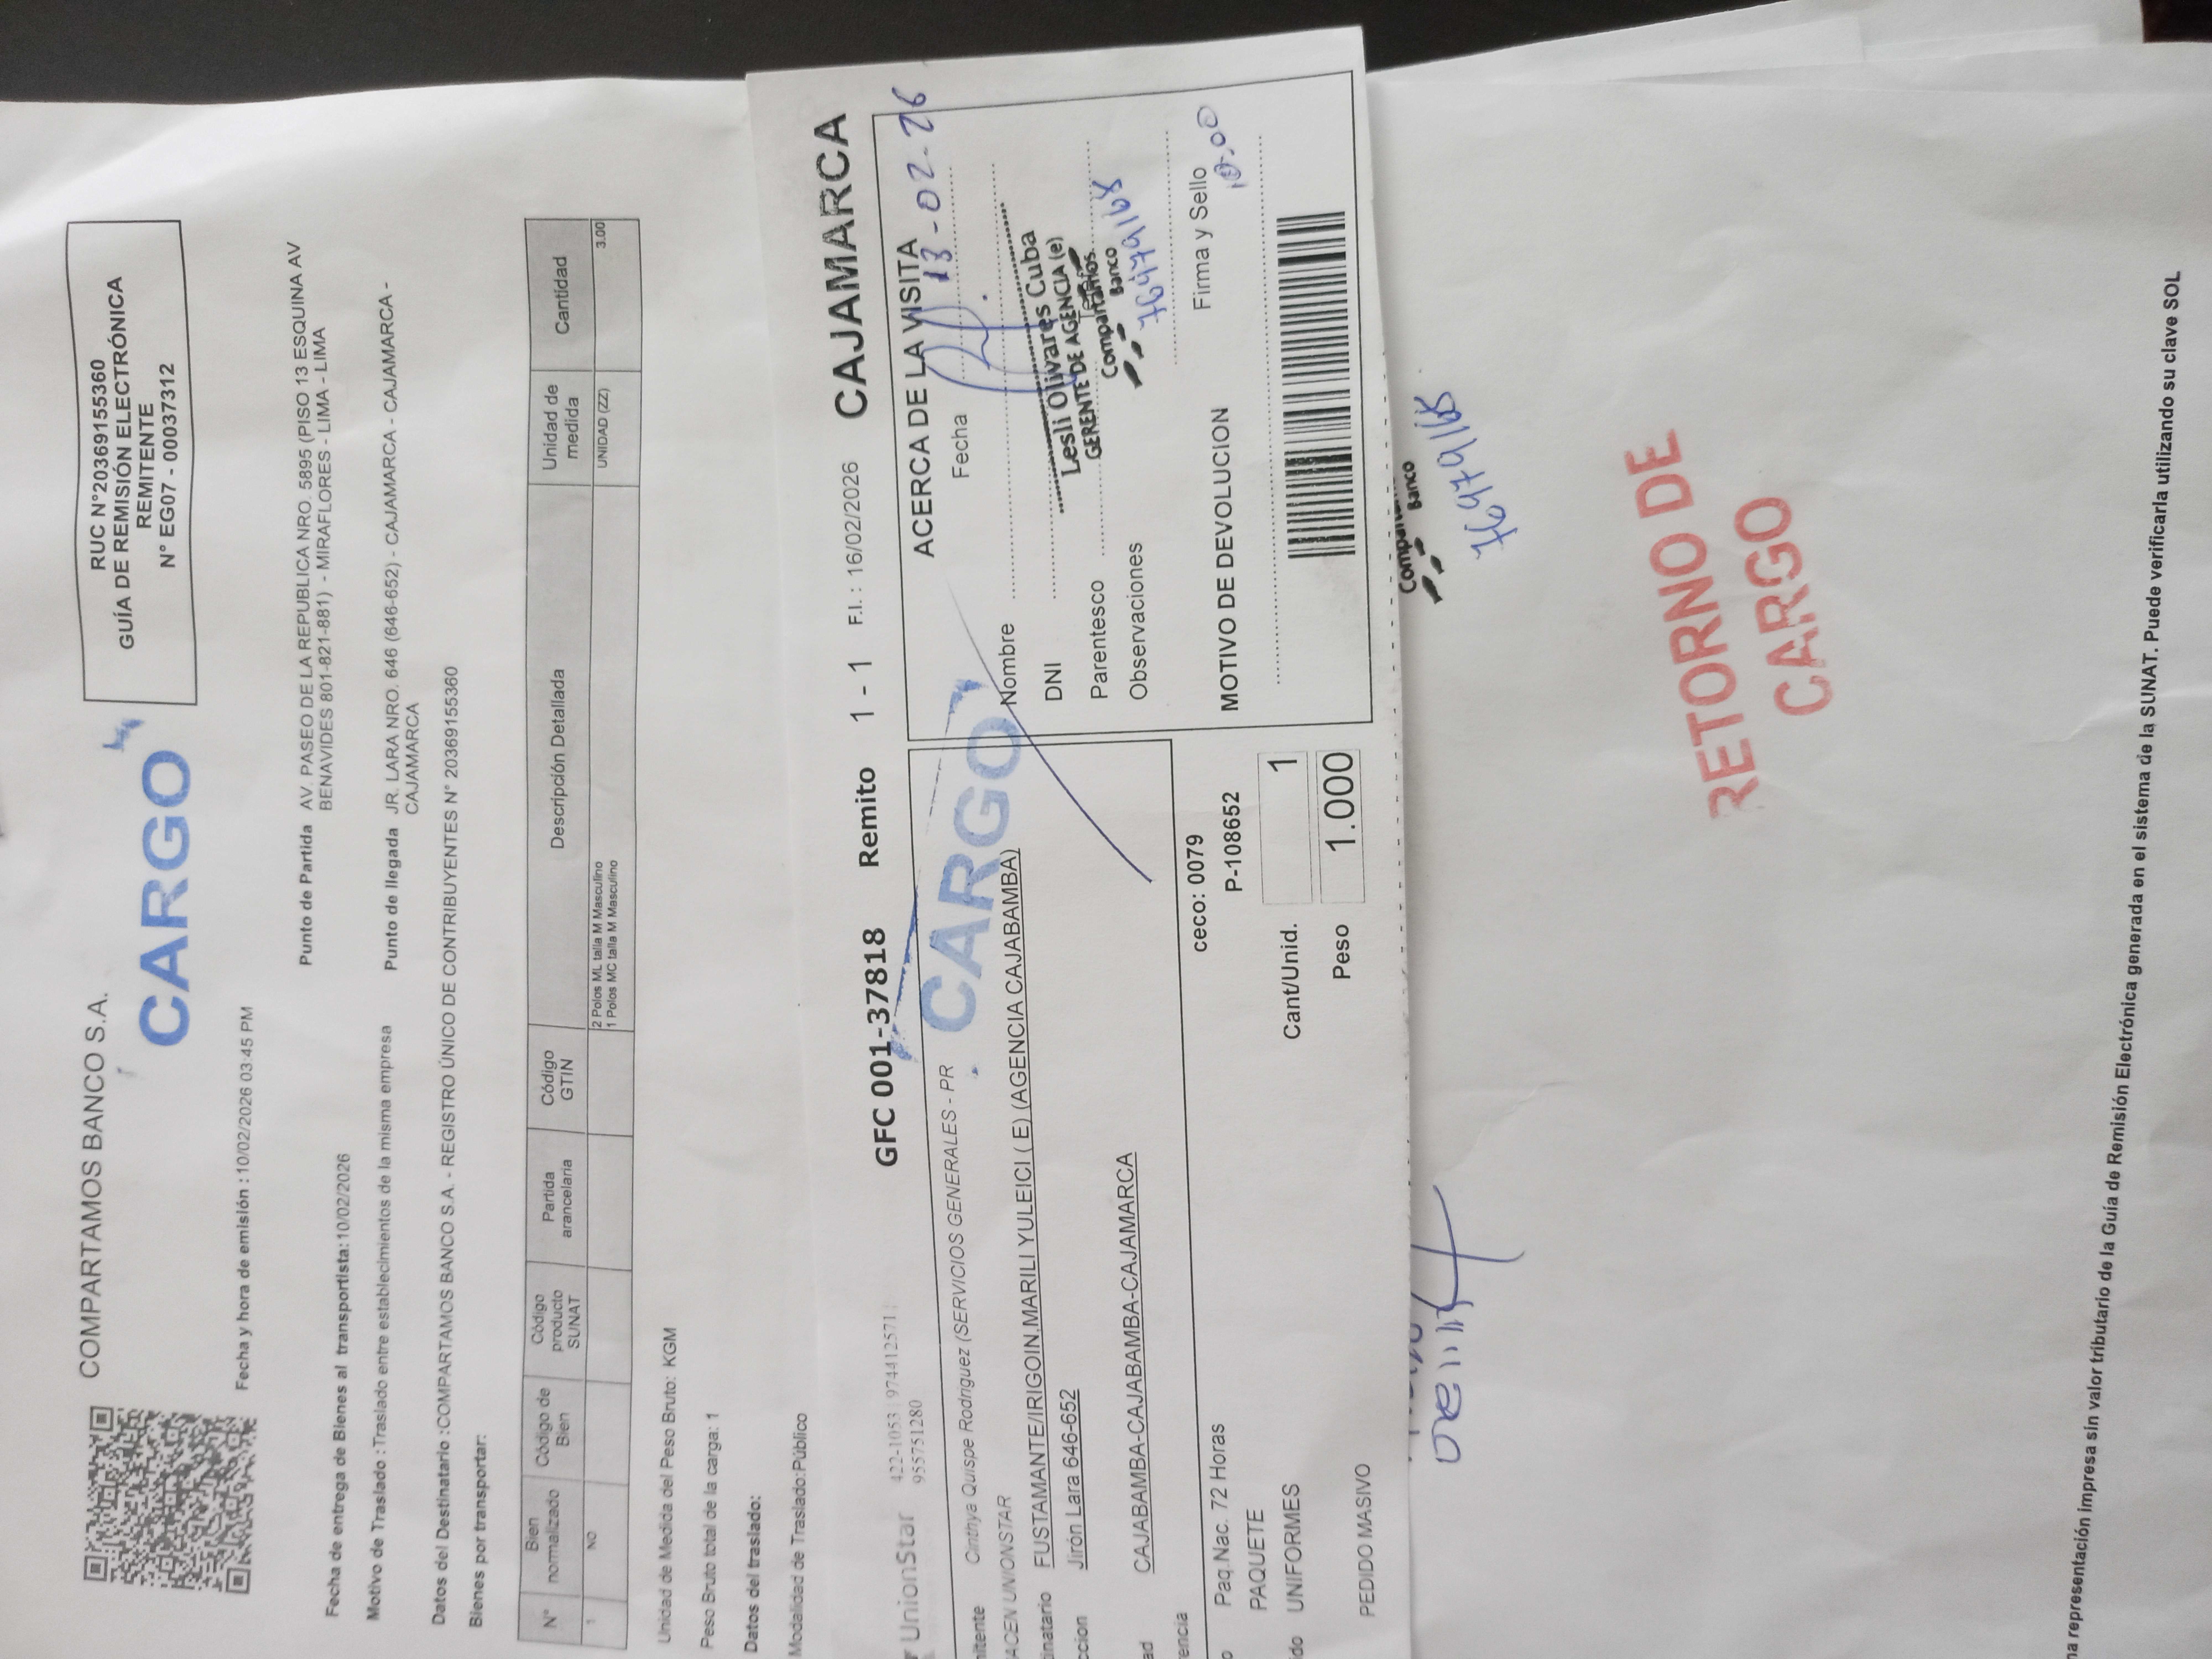 COMPARTAMOS BANCO S.A.
CARGO
RUC N°20369155360
GUÍA DE REMISIÓN ELECTRÓNICA
REMITENTE
N° EG07 - 00037312
Fecha y hora de emisión : 10/02/2026 03:45 PM
Punto de Partida AV. PASEO DE LA REPUBLICA NRO. 5895 (PISO 13 ESQUINA AV
BENAVIDES 801-821-881) - MIRAFLORES - LIMA - LIMA
Fecha de entrega de Bienes al transportista:10/02/2026
Motivo de Traslado :Traslado entre establecimientos de la misma empresa
Punto de llegada JR. LARA NRO. 646 (646-652) - CAJAMARCA - CAJAMARCA -
CAJAMARCA
Datos del Destinatario :COMPARTAMOS BANCO S.A. - REGISTRO ÚNICO DE CONTRIBUYENTES N° 20369155360
Bienes por transportar:
N° Bien normalizado Código de Bien Código producto SUNAT Partida arancelaria Código GTIN Descripción Detallada Unidad de medida Cantidad
1 NO 2 Polos ML talla M Masculino UNIDAD (ZZ) 3.00
1 Polos MC talla M Masculino
Unidad de Medida del Peso Bruto: KGM
Peso Bruto total de la carga: 1
Datos del traslado:
Modalidad de Traslado:Público
UnionStar 422-1053 | 974412571 |
955751280
GFC 001-37818 Remito 1 - 1 F.I. : 16/02/2026 CAJAMARCA
CARGO
Cinthya Quispe Rodriguez (SERVICIOS GENERALES - PR
ACEN UNIONSTAR
inatario FUSTAMANTE/IRIGOIN,MARILI YULEICI ( E) (AGENCIA CAJABAMBA)
ccion Jirón Lara 646-652
ad CAJABAMBA-CAJABAMBA-CAJAMARCA
rencia
ceco: 0079
Paq.Nac. 72 Horas P-108652
PAQUETE
Cant/Unid. 1
do UNIFORMES
Peso 1.000
PEDIDO MASIVO
ACERCA DE LA VISITA
Fecha 13-02-26
Nombre
DNI
Lesli Olivares Cuba
GERENTE DE AGENCIA (e)
Parentesco
Compartamos
Banco
Observaciones
76479168
Firma y Sello
10:00
MOTIVO DE DEVOLUCION
Banco
76479168
RETORNO DE
CARGO
na representación impresa sin valor tributario de la Guía de Remisión Electrónica generada en el sistema de la SUNAT. Puede verificarla utilizando su clave SOL